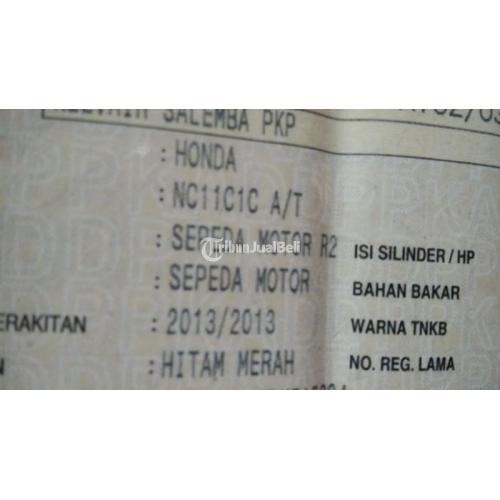 SALEMBA PKP
: HONDA
: NC11C1C A/T
: SEPEDA MOTOR R2 ISI SILINDER / HP
TribunJualBeli
: SEPEDA MOTOR BAHAN BAKAR
ERAKITAN : 2013/2013 WARNA TNKB
N : HITAM MERAH NO. REG. LAMA